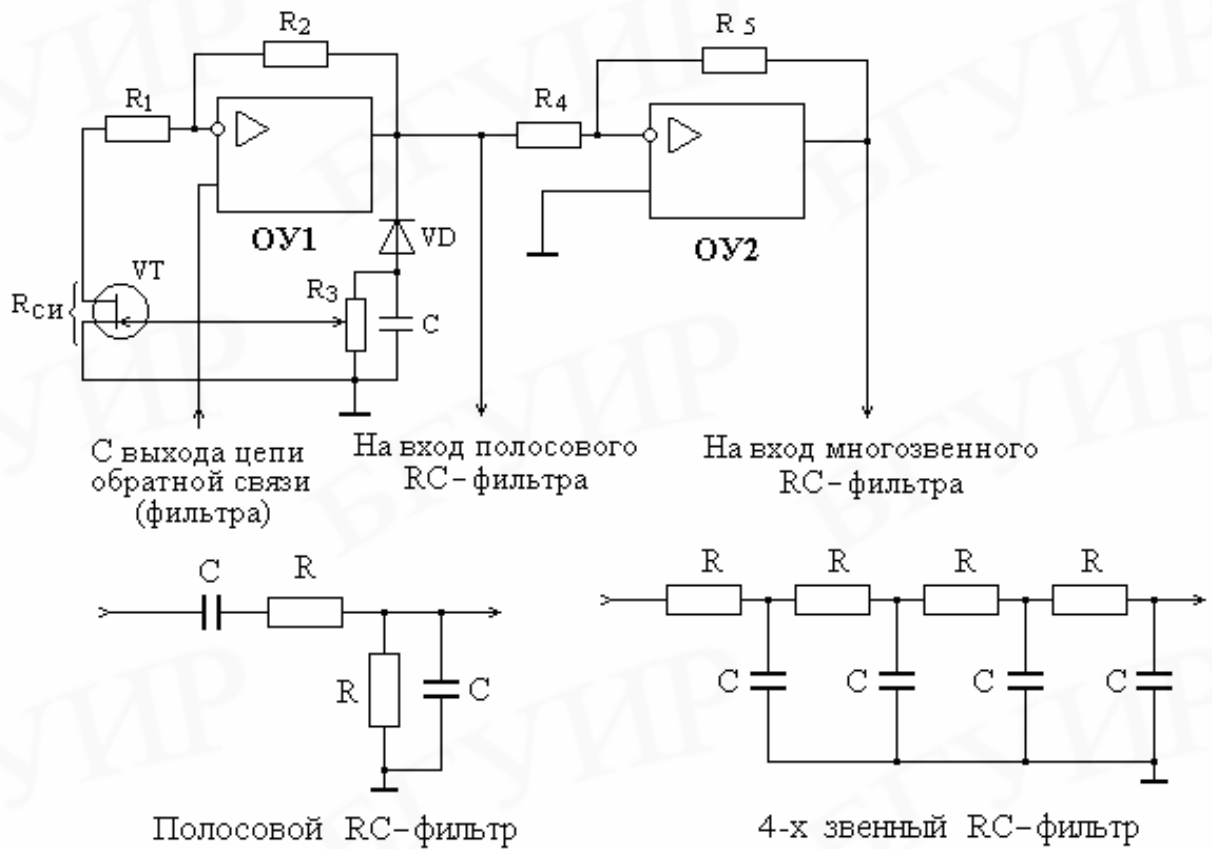 R2
R5
R1
R4
ОУ1
VD
ОУ2
VT
RСИ
R3
C
С выхода цепи
обратной связи
(фильтра)
На вход полосового
RC-фильтра
На вход многозвенного
RC-фильтра
C
R
R
R
R
R
R
C
C
C
C
C
Полосовой RC-фильтр
4-х звенный RC-фильтр
БГУИР